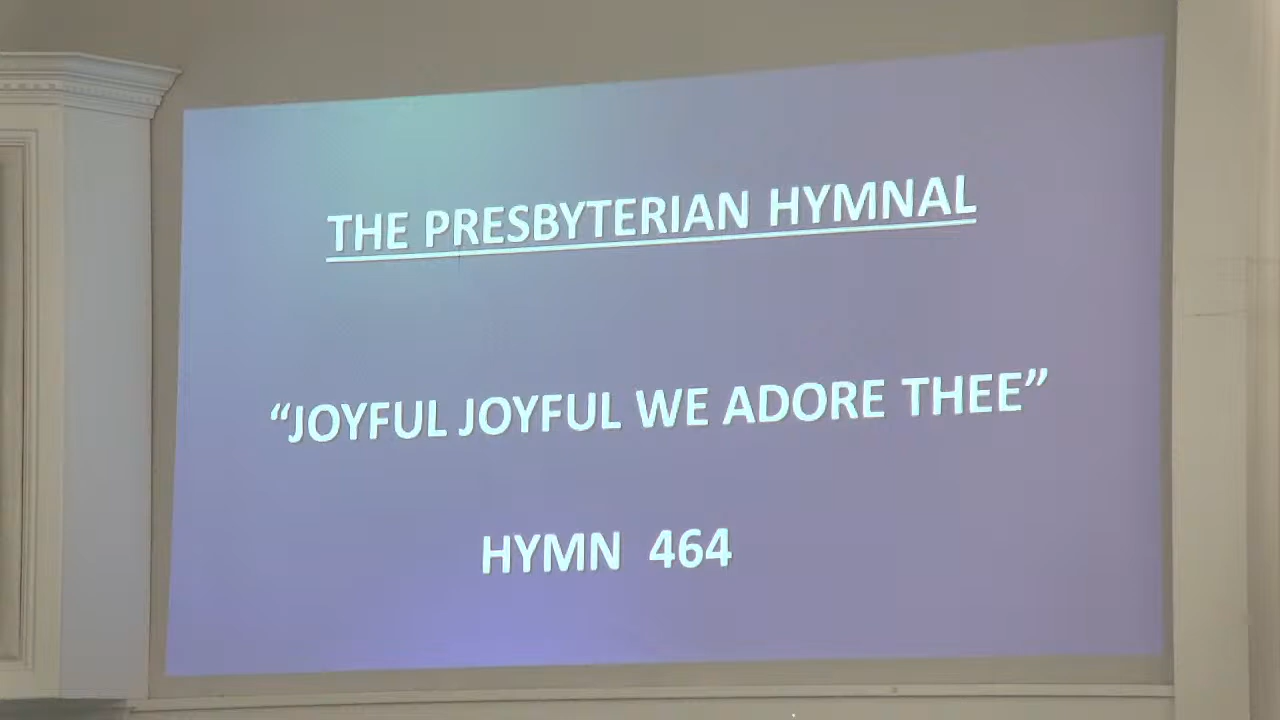 THE PRESBYTERIAN HYMNAL
“JOYFUL JOYFUL WE ADORE THEE”
HYMN 464